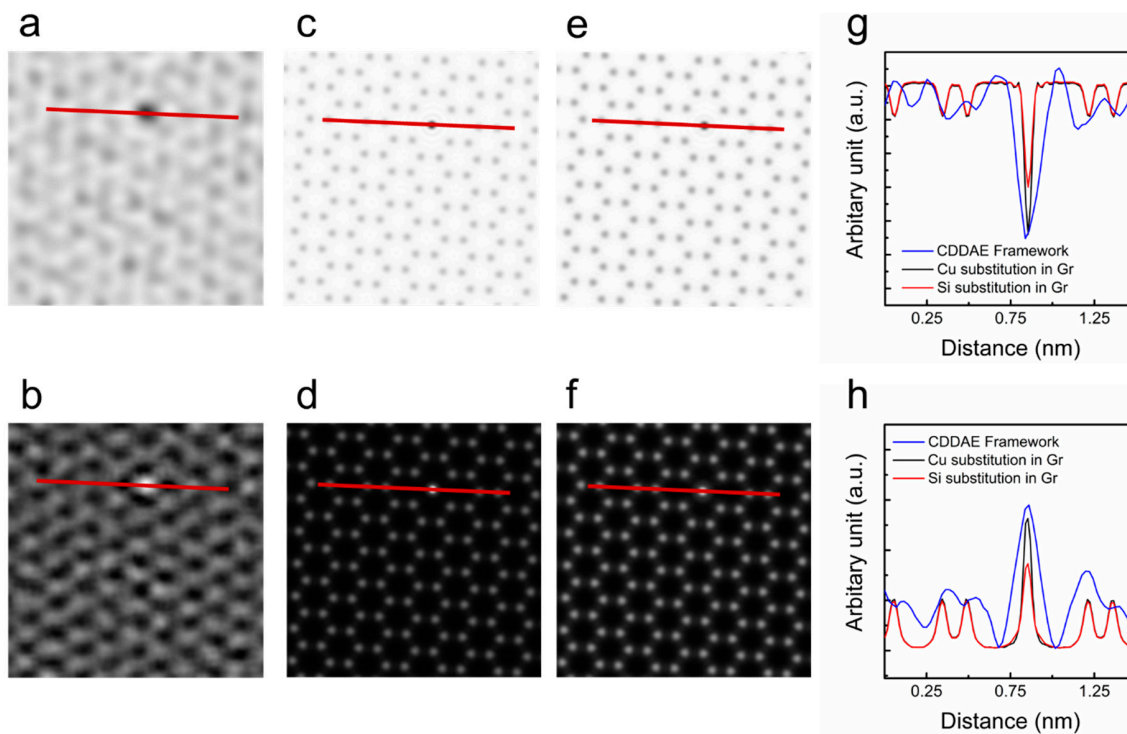 a
c
e
g
Arbitary unit (a.u.)
CDDAE Framework
Cu substitution in Gr
Si substitution in Gr
0.25
0.75
1.25
Distance (nm)
b
d
f
h
Arbitary unit (a.u.)
CDDAE Framework
Cu substitution in Gr
Si substitution in Gr
0.25
0.75
1.25
Distance (nm)